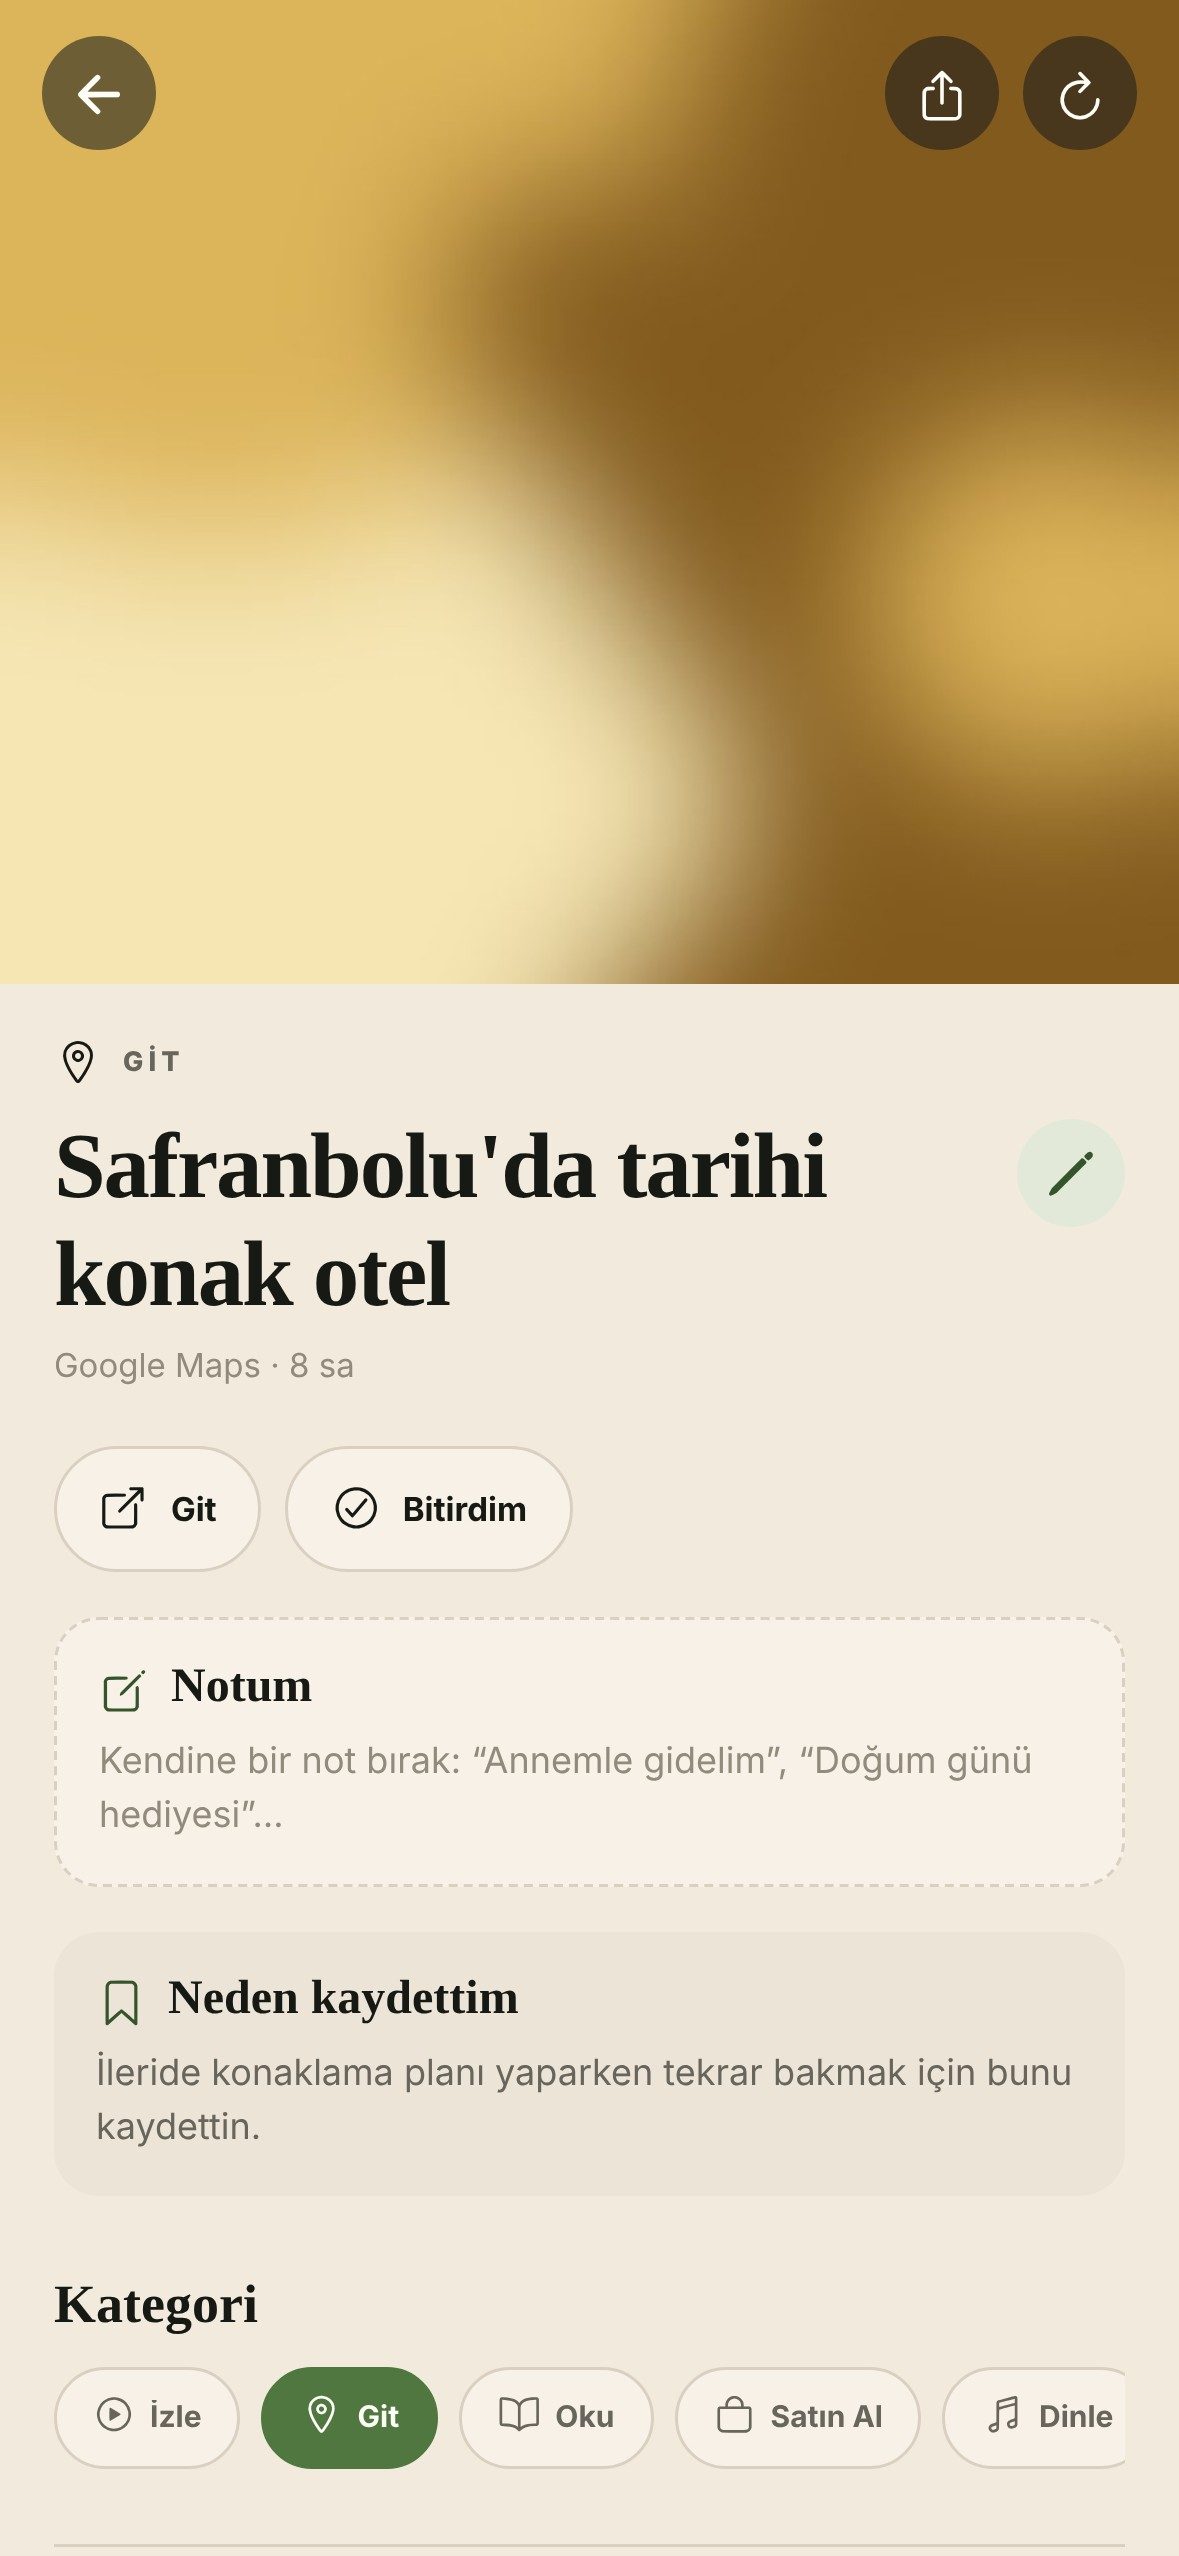 GİT
Safranbolu'da tarihi
konak otel
Google Maps · 8 sa
Git
Bitirdim
Notum
Kendine bir not bırak: “Annemle gidelim”, “Doğum günü
hediyesi”...
Neden kaydettim
İleride konaklama planı yaparken tekrar bakmak için bunu
kaydettin.
Kategori
İzle
Git
Oku
Satın Al
Dinle